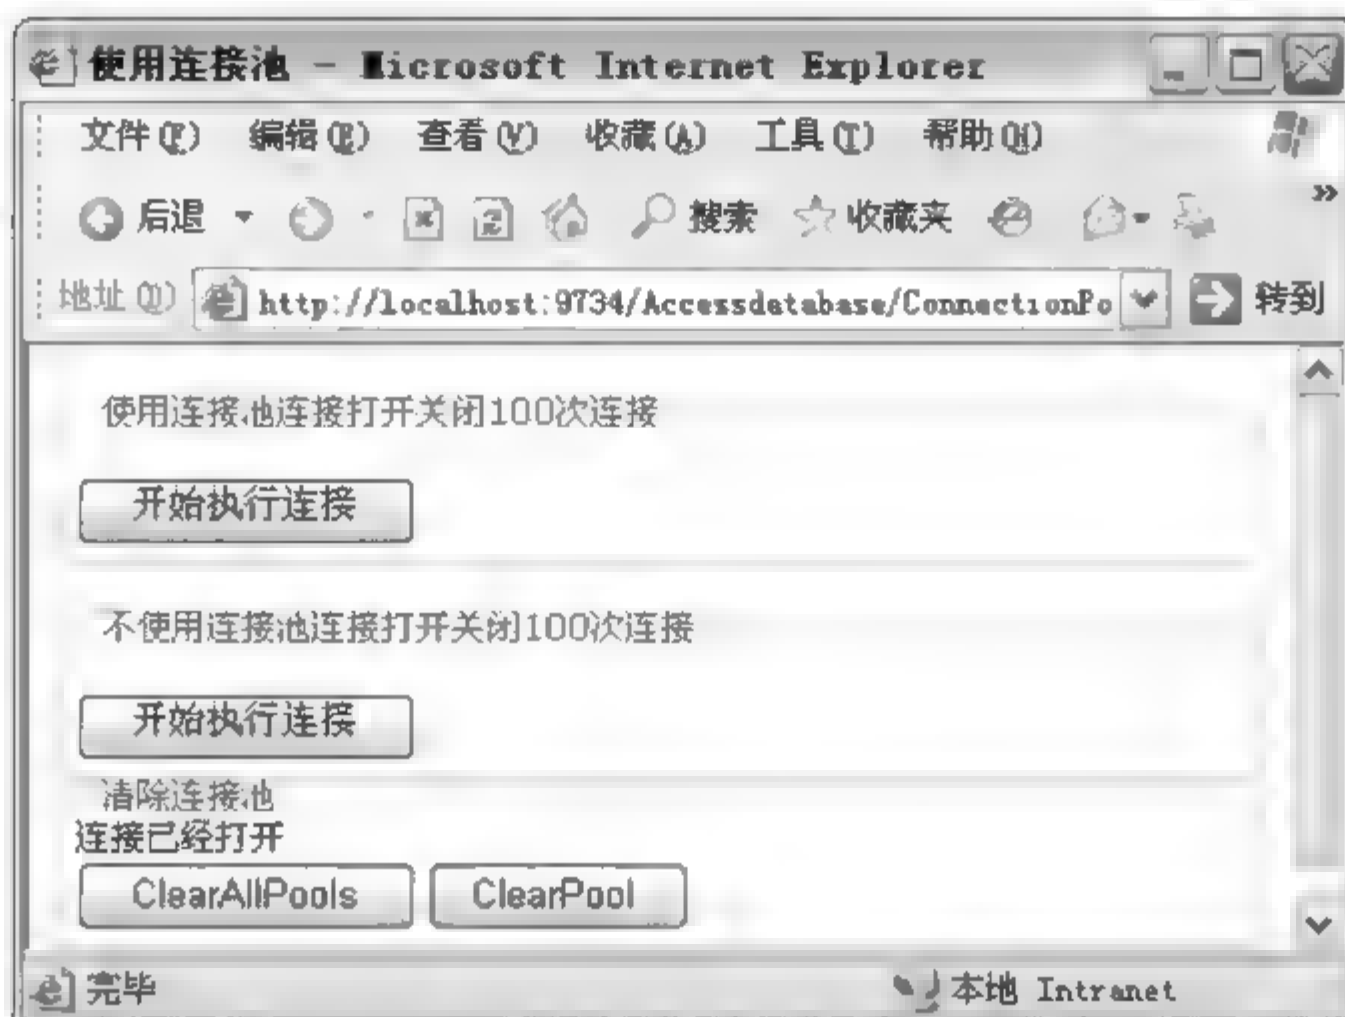 使用连接池 - Microsoft Internet Explorer
文件(F) 编辑(E) 查看(V) 收藏(A) 工具(T) 帮助(H)
后退 搜索 收藏夹 »
地址(D) http://localhost:9734/Accessdatabase/ConnectionPo 转到
使用连接池连接打开关闭100次连接
开始执行连接
不使用连接池连接打开关闭100次连接
开始执行连接
清除连接池
连接已经打开
ClearAllPools ClearPool
完毕 本地 Intranet